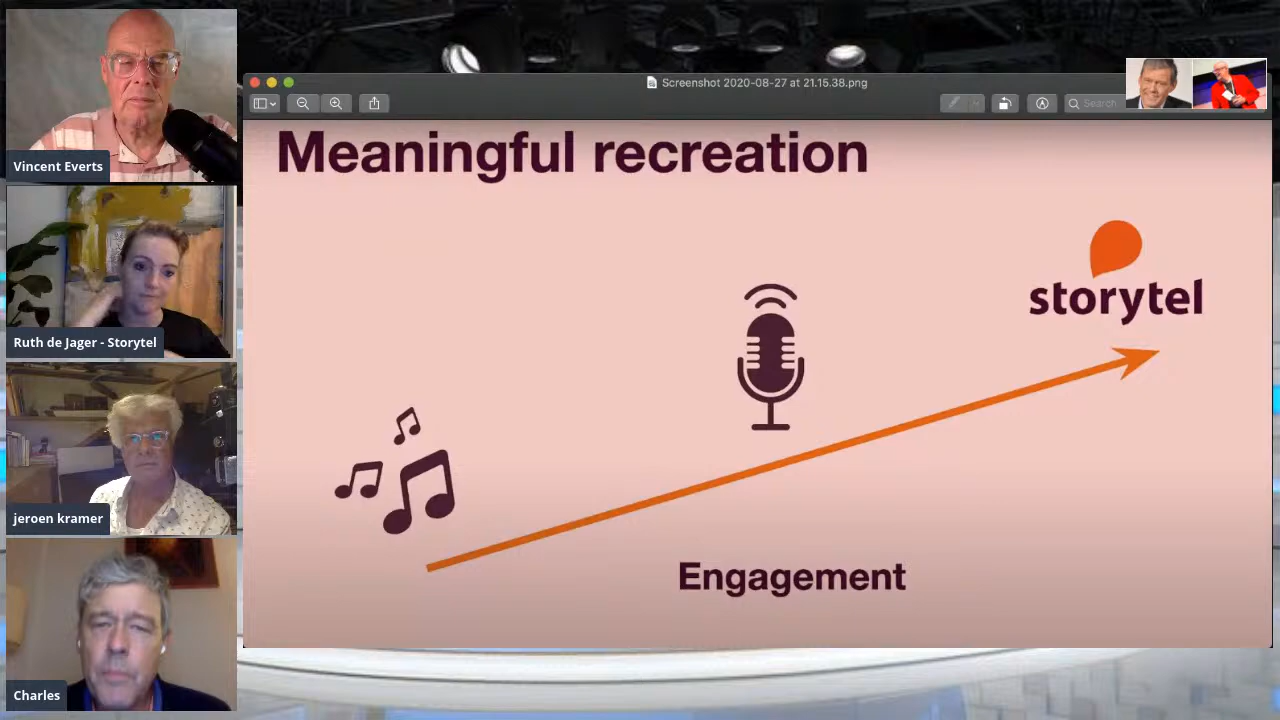 Vincent Everts
Ruth de Jager - Storytel
jeroen kramer
Charles
Screenshot 2020-08-27 at 21.15.38.png
Search
Meaningful recreation
storytel
Engagement